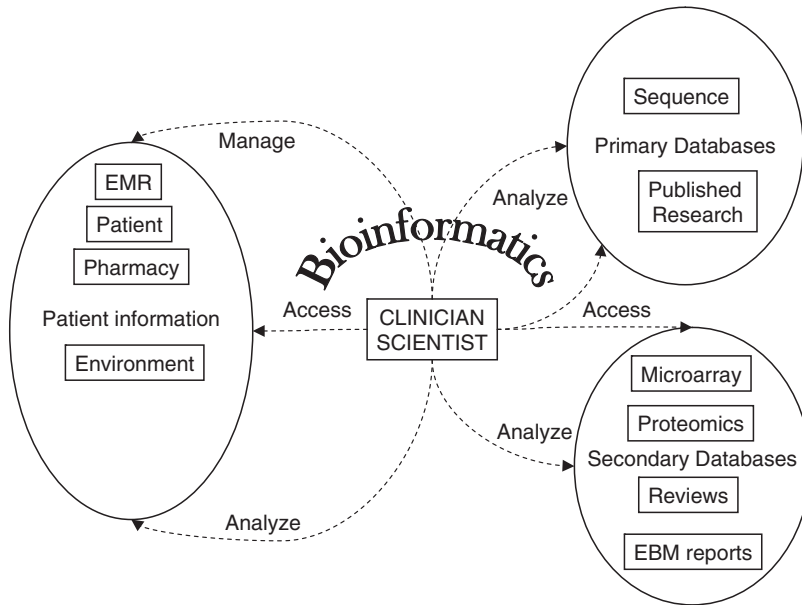 Manage
EMR
Patient
Pharmacy
Patient information
Environment
Access
Analyze
Bioinformatics
CLINICIAN
SCIENTIST
Analyze
Sequence
Primary Databases
Published
Research
Access
Analyze
Microarray
Proteomics
Secondary Databases
Reviews
EBM reports